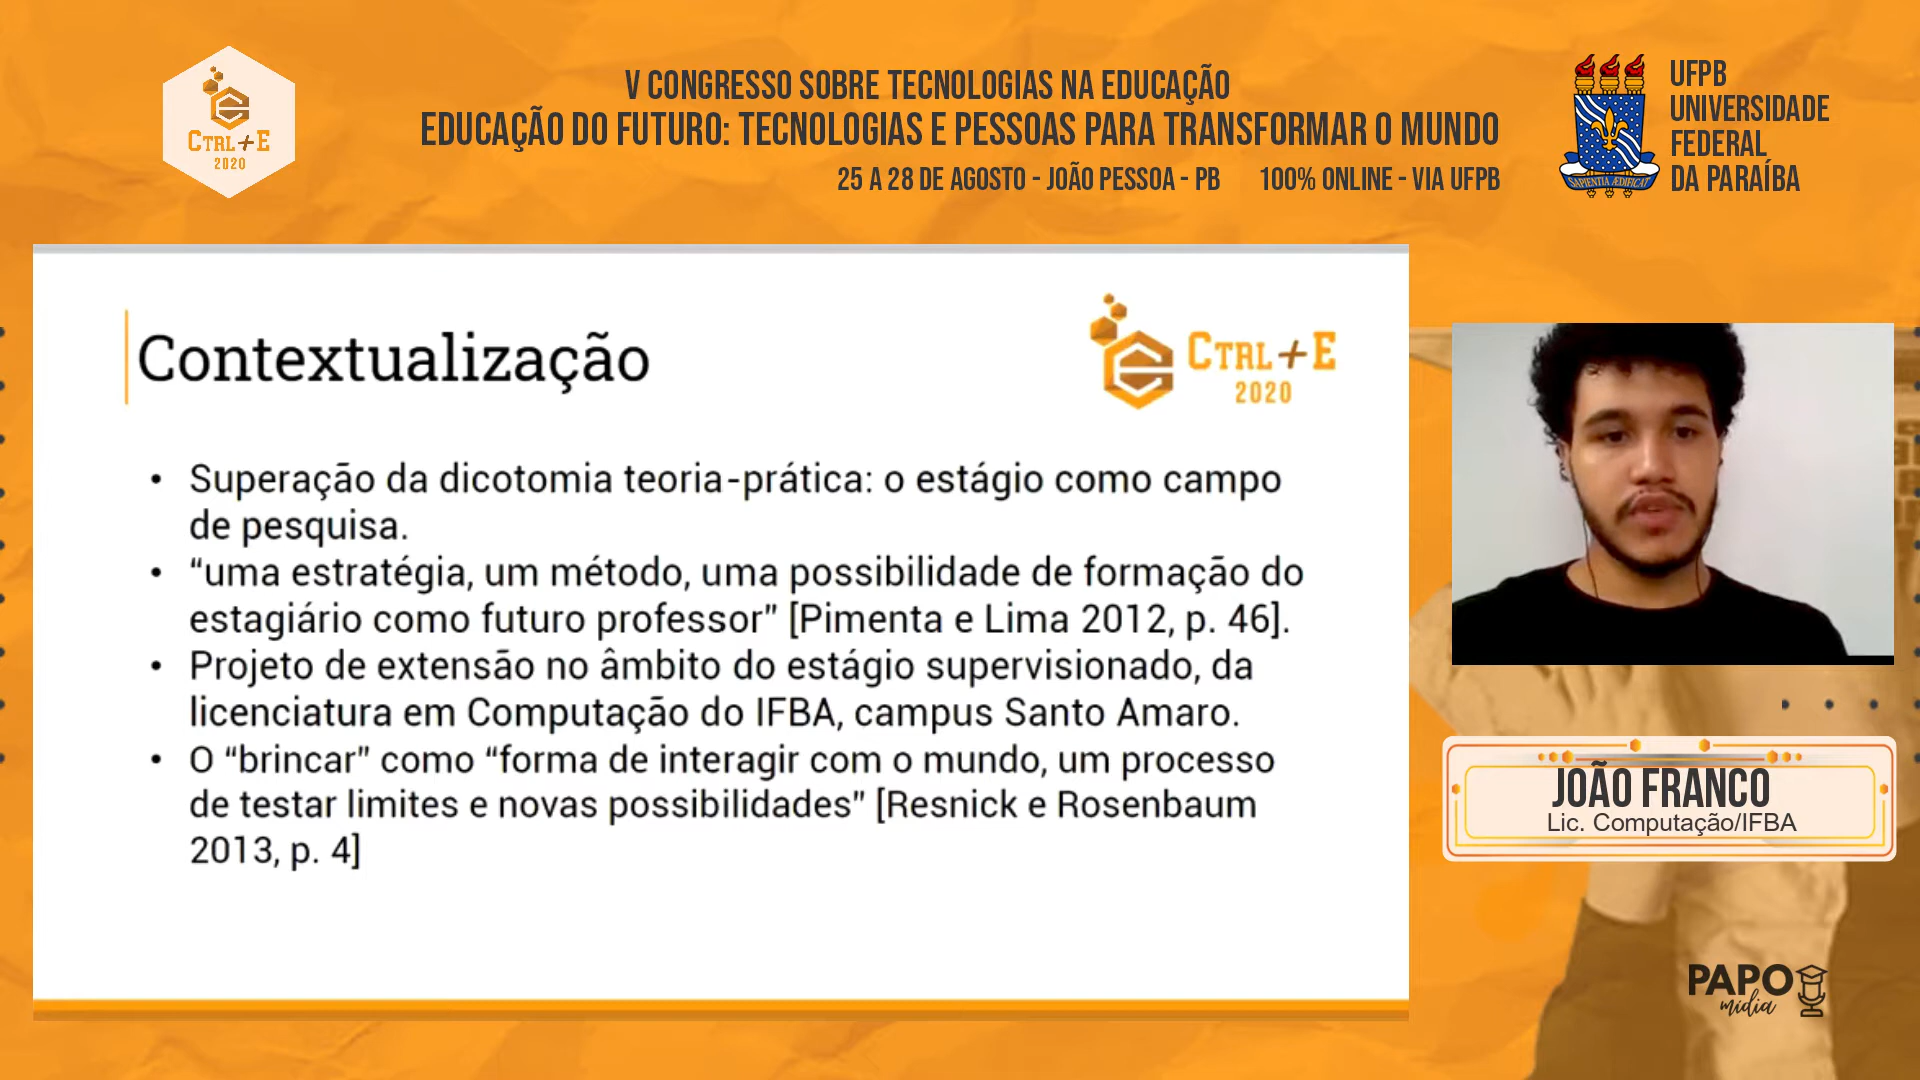 CTRL+E
2020
V CONGRESSO SOBRE TECNOLOGIAS NA EDUCAÇÃO
EDUCAÇÃO DO FUTURO: TECNOLOGIAS E PESSOAS PARA TRANSFORMAR O MUNDO
25 A 28 DE AGOSTO - JOÃO PESSOA - PB 100% ONLINE - VIA UFPB
SAPIENTIA ÆDIFICAT
UFPB
UNIVERSIDADE
FEDERAL
DA PARAÍBA
Contextualização
CTRL+E
2020
• Superação da dicotomia teoria-prática: o estágio como campo
de pesquisa.
• “uma estratégia, um método, uma possibilidade de formação do
estagiário como futuro professor” [Pimenta e Lima 2012, p. 46].
• Projeto de extensão no âmbito do estágio supervisionado, da
licenciatura em Computação do IFBA, campus Santo Amaro.
• O “brincar” como “forma de interagir com o mundo, um processo
de testar limites e novas possibilidades” [Resnick e Rosenbaum
2013, p. 4]
JOÃO FRANCO
Lic. Computação/IFBA
PAPO
mídia